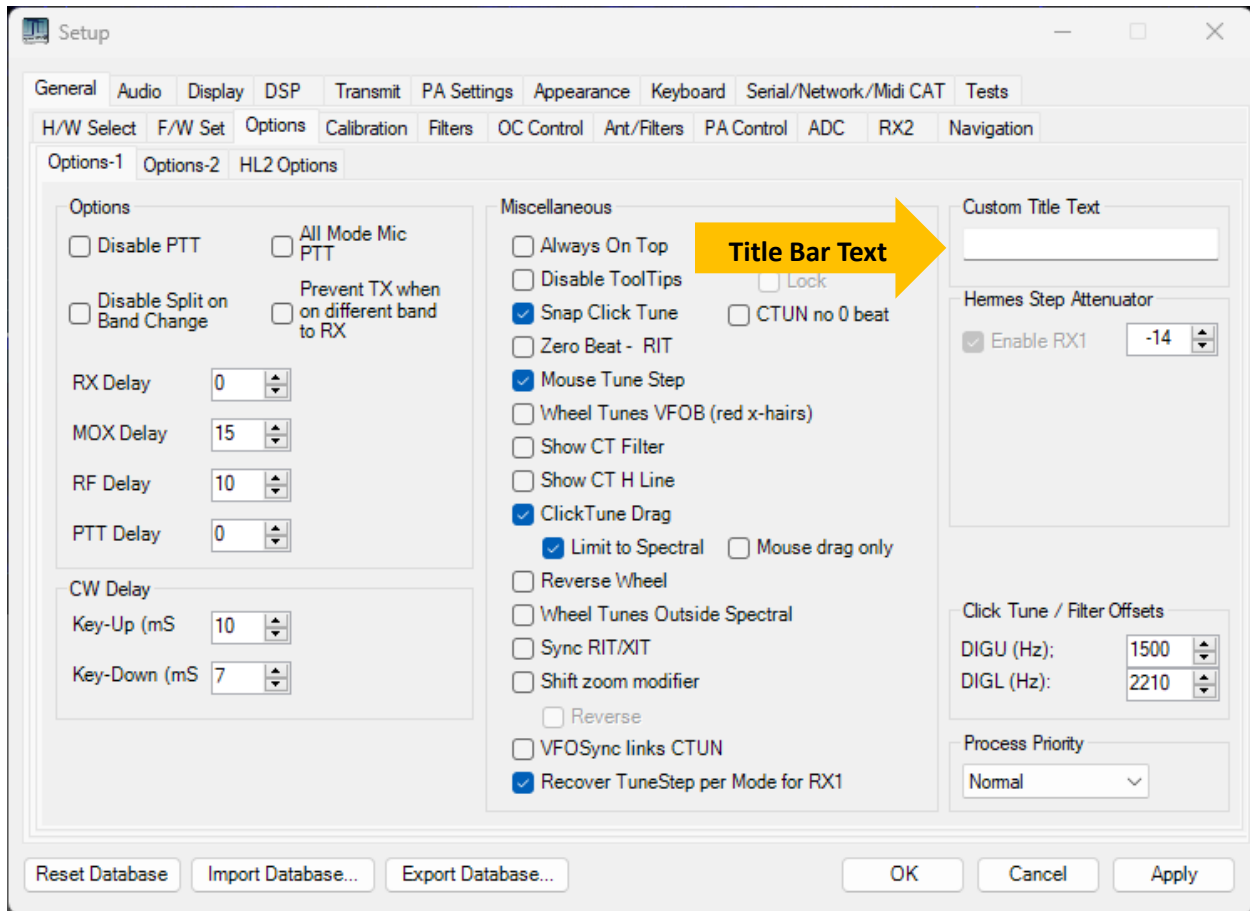 Setup
General Audio Display DSP Transmit PA Settings Appearance Keyboard Serial/Network/Midi CAT Tests
H/W Select F/W Set Options Calibration Filters OC Control Ant/Filters PA Control ADC RX2 Navigation
Options-1 Options-2 HL2 Options
Options
Disable PTT
All Mode Mic
PTT
Disable Split on
Band Change
Prevent TX when
on different band
to RX
RX Delay 0
MOX Delay 15
RF Delay 10
PTT Delay 0
CW Delay
Key-Up (mS 10
Key-Down (mS 7
Miscellaneous
Always On Top
Disable ToolTips Lock
Snap Click Tune CTUN no 0 beat
Zero Beat - RIT
Mouse Tune Step
Wheel Tunes VFOB (red x-hairs)
Show CT Filter
Show CT H Line
ClickTune Drag
Limit to Spectral Mouse drag only
Reverse Wheel
Wheel Tunes Outside Spectral
Sync RIT/XIT
Shift zoom modifier
Reverse
VFOSync links CTUN
Recover TuneStep per Mode for RX1
Title Bar Text
Custom Title Text
Hermes Step Attenuator
Enable RX1 -14
Click Tune / Filter Offsets
DIGU (Hz); 1500
DIGL (Hz): 2210
Process Priority
Normal
Reset Database Import Database... Export Database... OK Cancel Apply